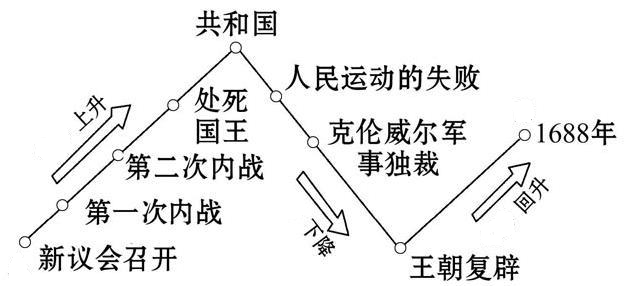 共和国
人民运动的失败
上升
处死
国王
克伦威尔军
事独裁
1688年
第二次内战
第一次内战
下降
回升
新议会召开
王朝复辟